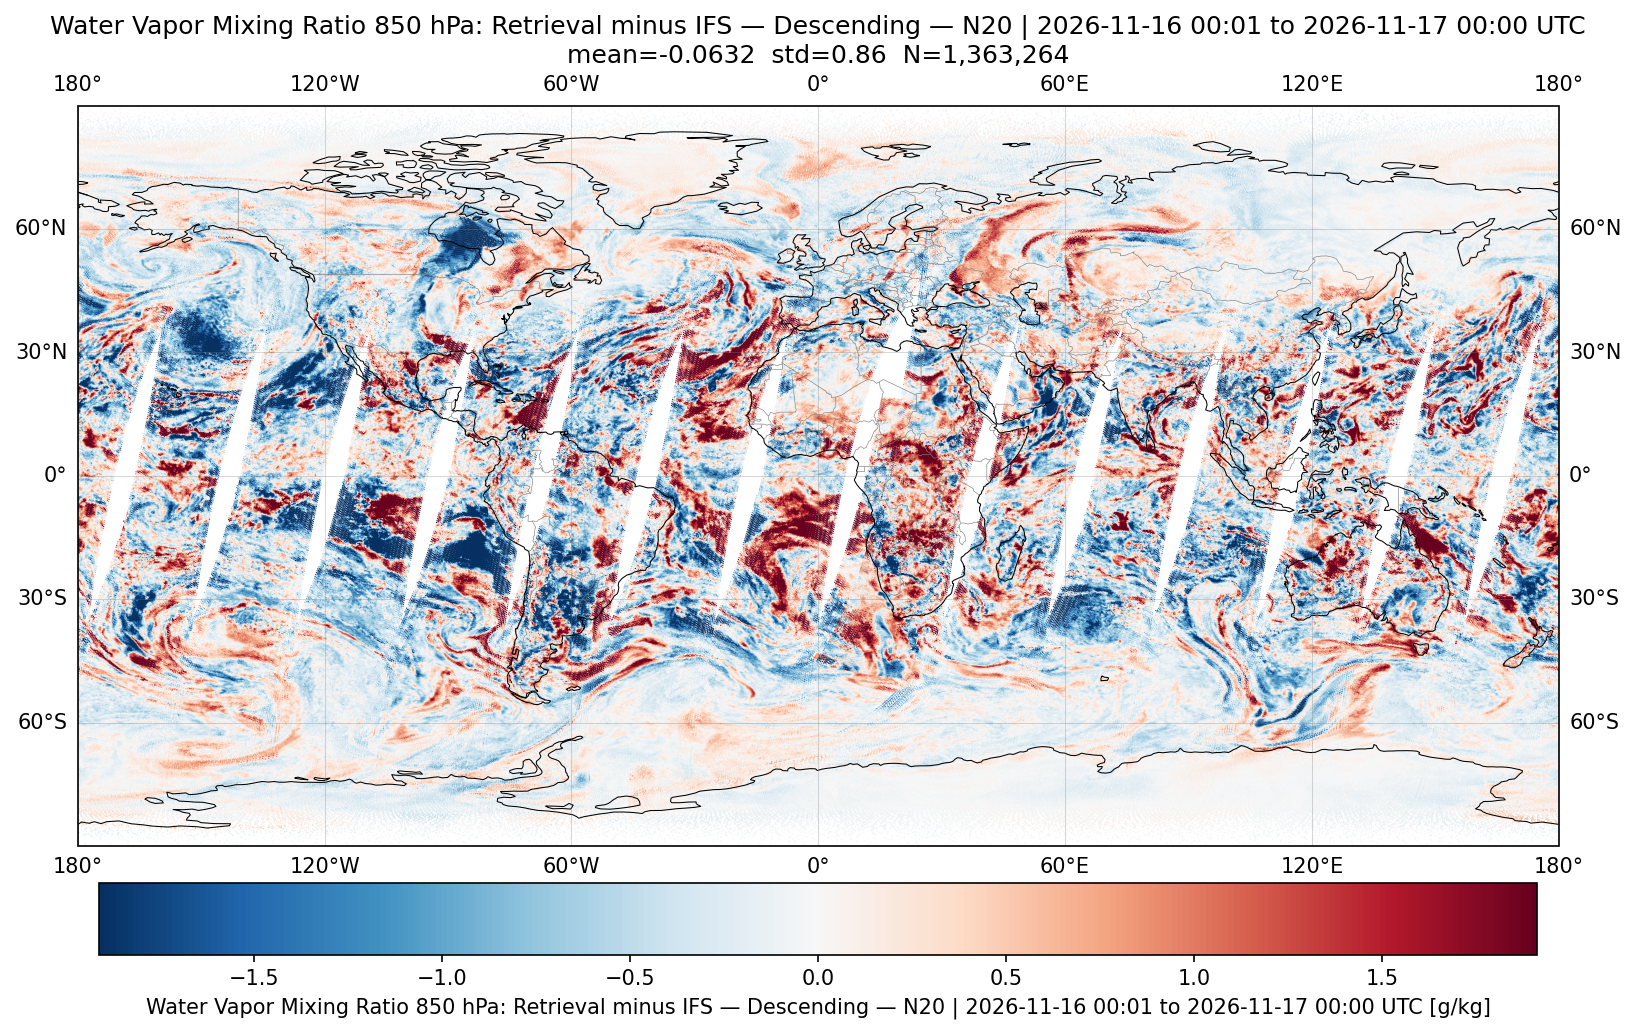 Water Vapor Mixing Ratio 850 hPa: Retrieval minus IFS — Descending — N20 | 2026-11-16 00:01 to 2026-11-17 00:00 UTC
mean=-0.0632 std=0.86 N=1,363,264
180° 120°W 60°W 0° 60°E 120°E 180°
60°N 60°N
30°N 30°N
0° 0°
30°S 30°S
60°S 60°S
180° 120°W 60°W 0° 60°E 120°E 180°
−1.5 −1.0 −0.5 0.0 0.5 1.0 1.5
Water Vapor Mixing Ratio 850 hPa: Retrieval minus IFS — Descending — N20 | 2026-11-16 00:01 to 2026-11-17 00:00 UTC [g/kg]